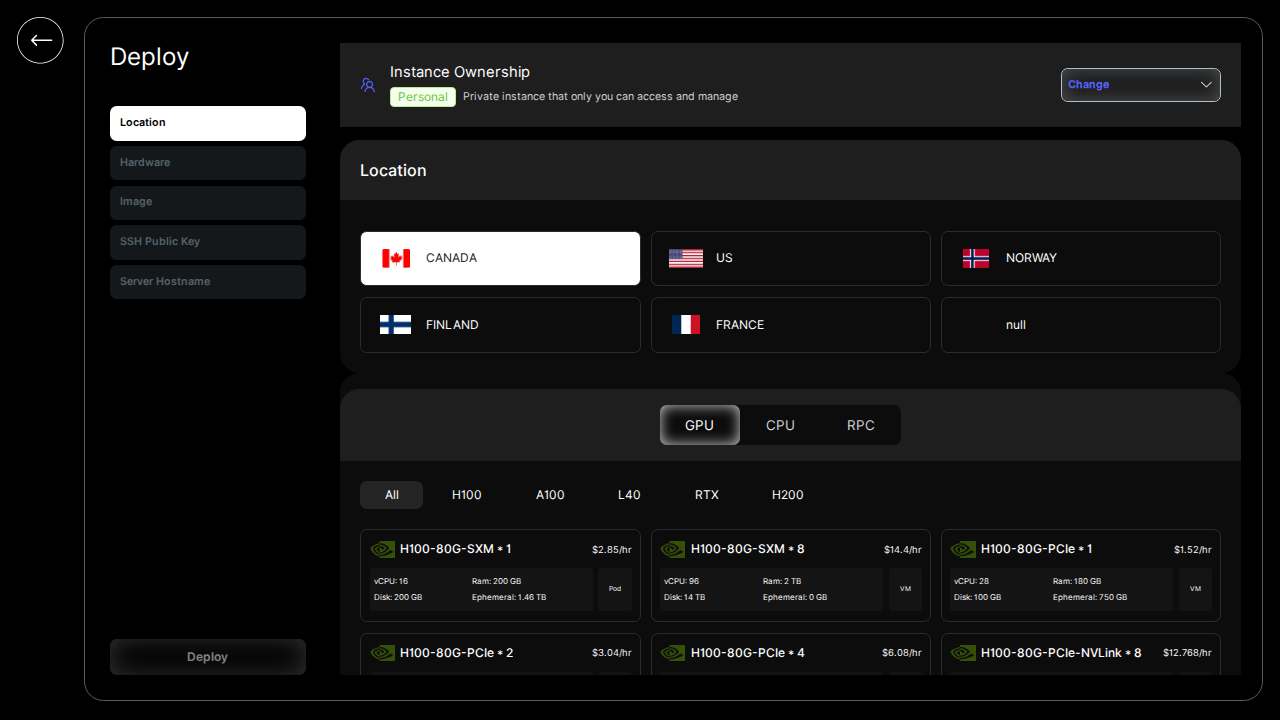 Deploy
Location
Hardware
Image
SSH Public Key
Server Hostname
Deploy
Instance Ownership
Personal Private instance that only you can access and manage
Change
Location
CANADA US NORWAY
FINLAND FRANCE null
GPU CPU RPC
All H100 A100 L40 RTX H200
H100-80G-SXM * 1 $2.85/hr
vCPU: 16 Ram: 200 GB
Disk: 200 GB Ephemeral: 1.46 TB
Pod
H100-80G-SXM * 8 $14.4/hr
vCPU: 96 Ram: 2 TB
Disk: 14 TB Ephemeral: 0 GB
VM
H100-80G-PCIe * 1 $1.52/hr
vCPU: 28 Ram: 180 GB
Disk: 100 GB Ephemeral: 750 GB
VM
H100-80G-PCIe * 2 $3.04/hr
H100-80G-PCIe * 4 $6.08/hr
H100-80G-PCIe-NVLink * 8 $12.768/hr